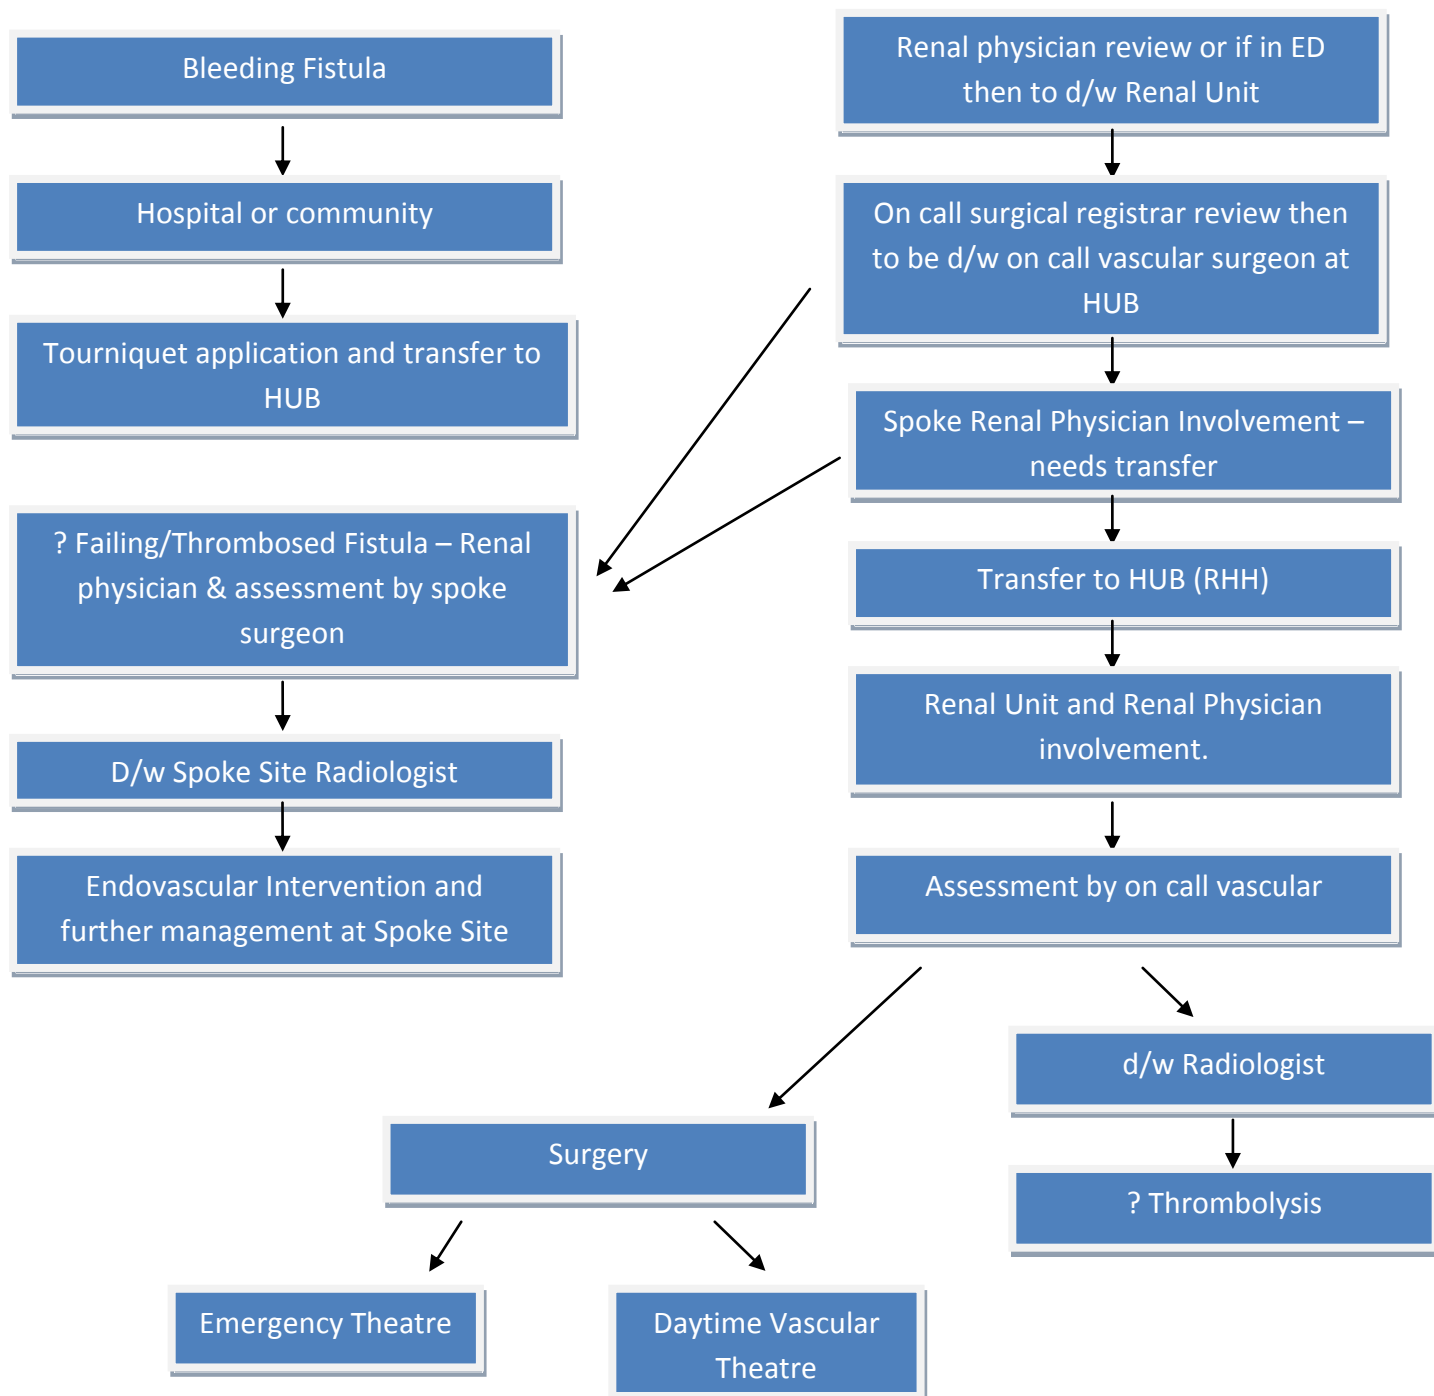 Bleeding Fistula
Hospital or community
Tourniquet application and transfer to
HUB
? Failing/Thrombosed Fistula – Renal
physician & assessment by spoke
surgeon
D/w Spoke Site Radiologist
Endovascular Intervention and
further management at Spoke Site
Renal physician review or if in ED
then to d/w Renal Unit
On call surgical registrar review then
to be d/w on call vascular surgeon at
HUB
Spoke Renal Physician Involvement –
needs transfer
Transfer to HUB (RHH)
Renal Unit and Renal Physician
involvement.
Assessment by on call vascular
d/w Radiologist
? Thrombolysis
Surgery
Emergency Theatre
Daytime Vascular
Theatre